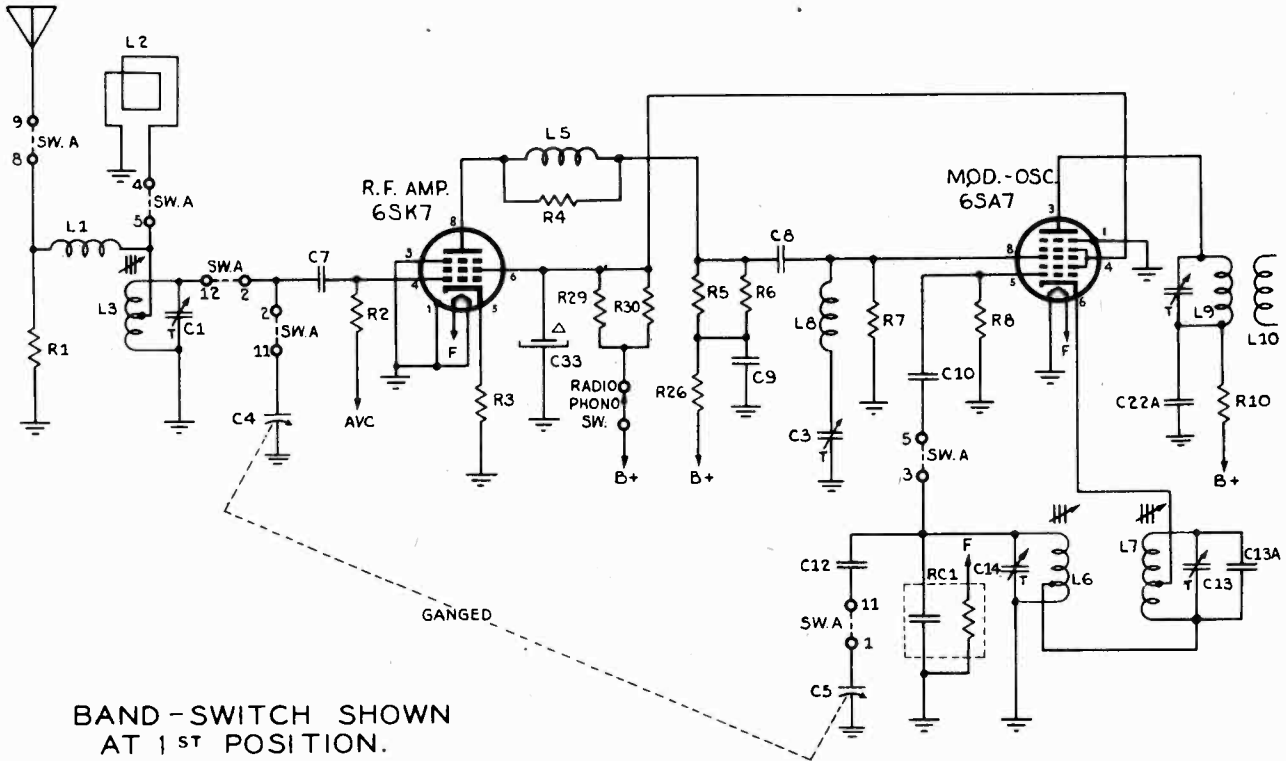 L2
9
SW. A
8
4
SW.A
5
L1
L3
T
C1
SW.A
12
2
2
SW.A
11
R1
C4
C7
R2
AVC
R.F. AMP.
6SK7
8
3
4
6
1
5
F
R3
L5
R4
C33
R29
R30
RADIO
PHONO
SW.
B+
R5
R6
R26
C9
B+
C8
L8
C3
T
R7
MOD.-OSC.
6SA7
3
1
8
4
5
6
F
R8
C10
5
SW.A
3
T
L9
L10
C22A
R10
B+
C12
11
SW.A
1
C5
RC1
F
C14
T
L6
L7
T
C13
C13A
GANGED
BAND-SWITCH SHOWN
AT 1ST POSITION.